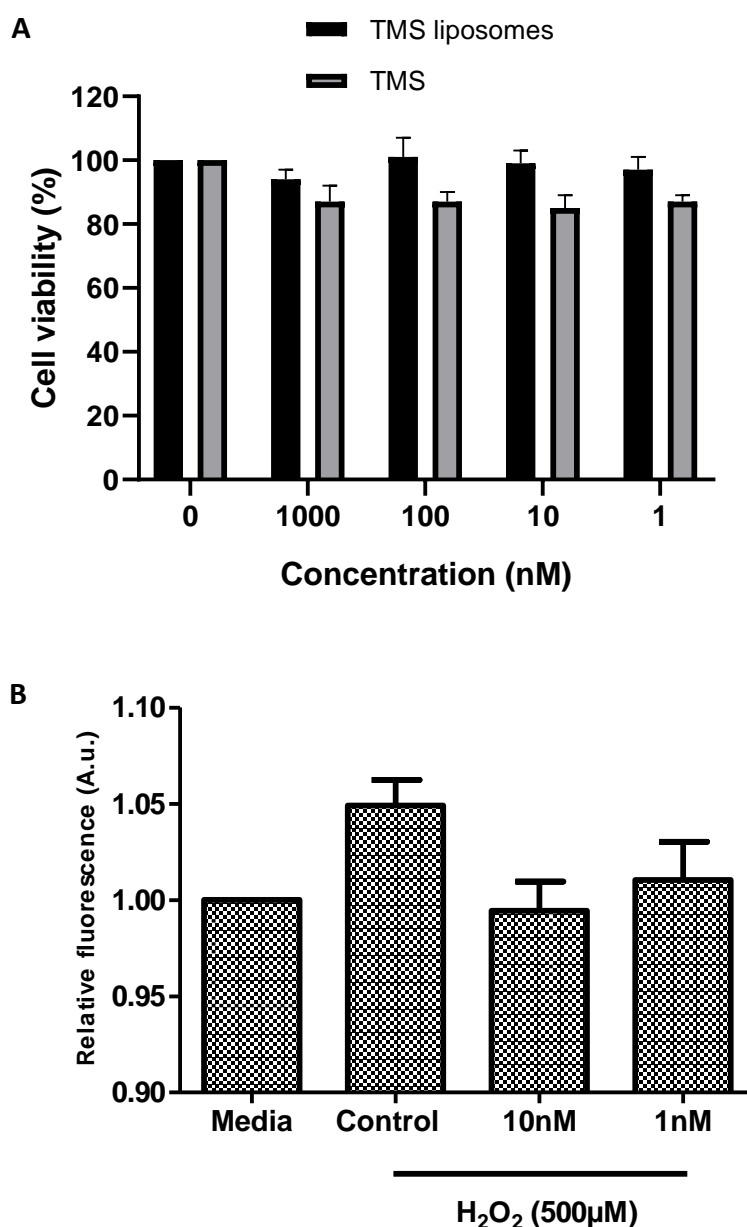 A
TMS liposomes
TMS
Cell viability (%)
120
100
80
60
40
20
0
0 1000 100 10 1
Concentration (nM)
B
Relative fluorescence (A.u.)
1.10
1.05
1.00
0.95
0.90
Media Control 10nM 1nM
H₂O₂ (500µM)